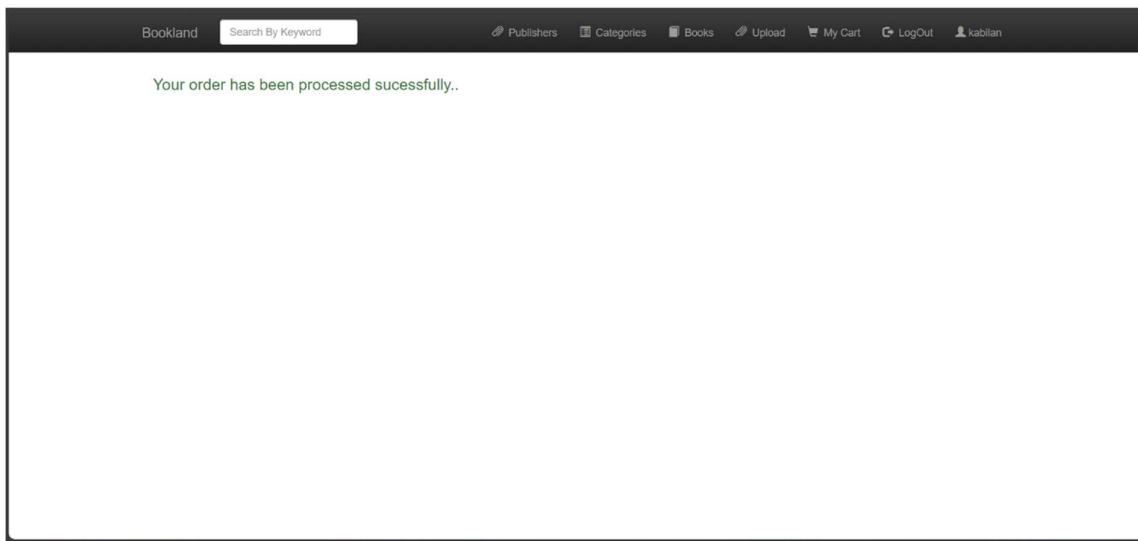 Bookland Search By Keyword Publishers Categories Books Upload My Cart LogOut kabilan
Your order has been processed sucessfully..